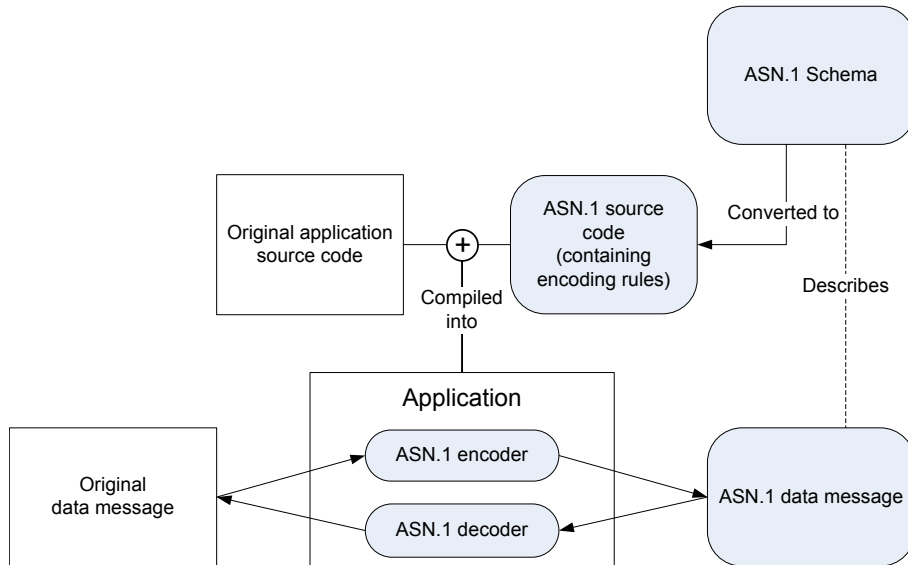 ASN.1 Schema
Converted to
Describes
Original application
source code
+
ASN.1 source
code
(containing
encoding rules)
Compiled
into
Application
ASN.1 encoder
ASN.1 decoder
Original
data message
ASN.1 data message